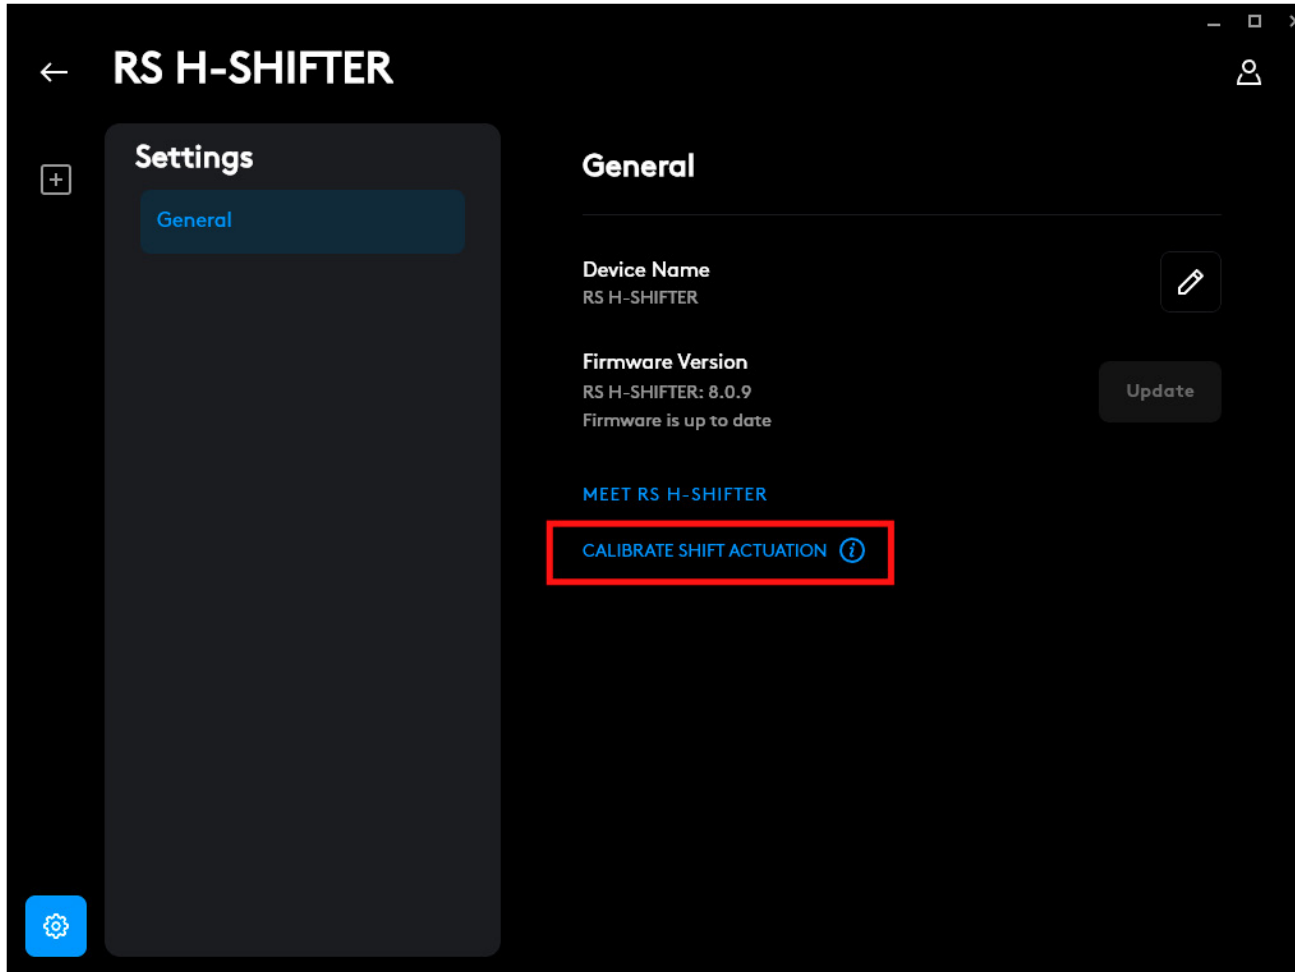 RS H-SHIFTER
Settings
General
General
Device Name
RS H-SHIFTER
Firmware Version
RS H-SHIFTER: 8.0.9
Firmware is up to date
Update
MEET RS H-SHIFTER
CALIBRATE SHIFT ACTUATION i